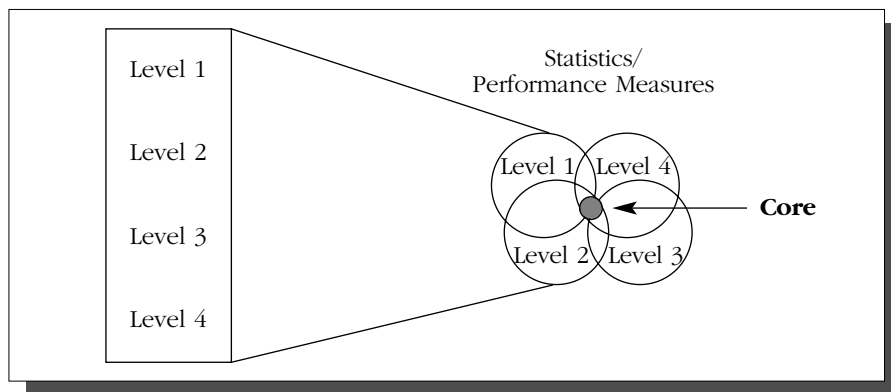 Level 1
Level 2
Level 3
Level 4
Statistics/
Performance Measures
Level 1
Level 4
Core
Level 2
Level 3